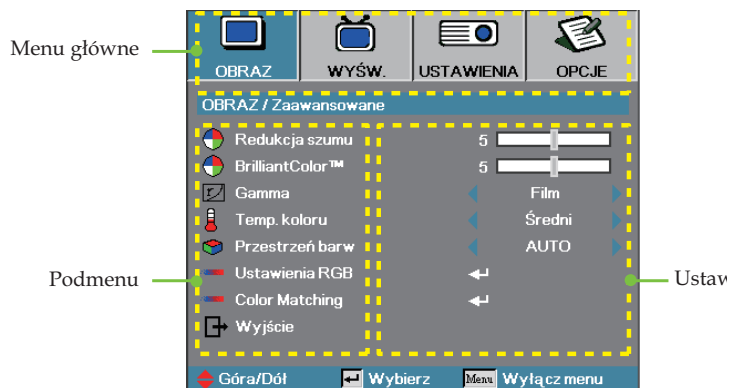 Menu główne
OBRAZ WYŚW. USTAWIENIA OPCJE
OBRAZ / Zaawansowane
Redukcja szumu 5
BrilliantColor™ 5
Gamma Film
Temp. koloru Średni
Przestrzeń barw AUTO
Podmenu Ustawienia RGB Ustaw
Color Matching
Wyjście
Góra/Dół Wybierz Menu Wyłącz menu